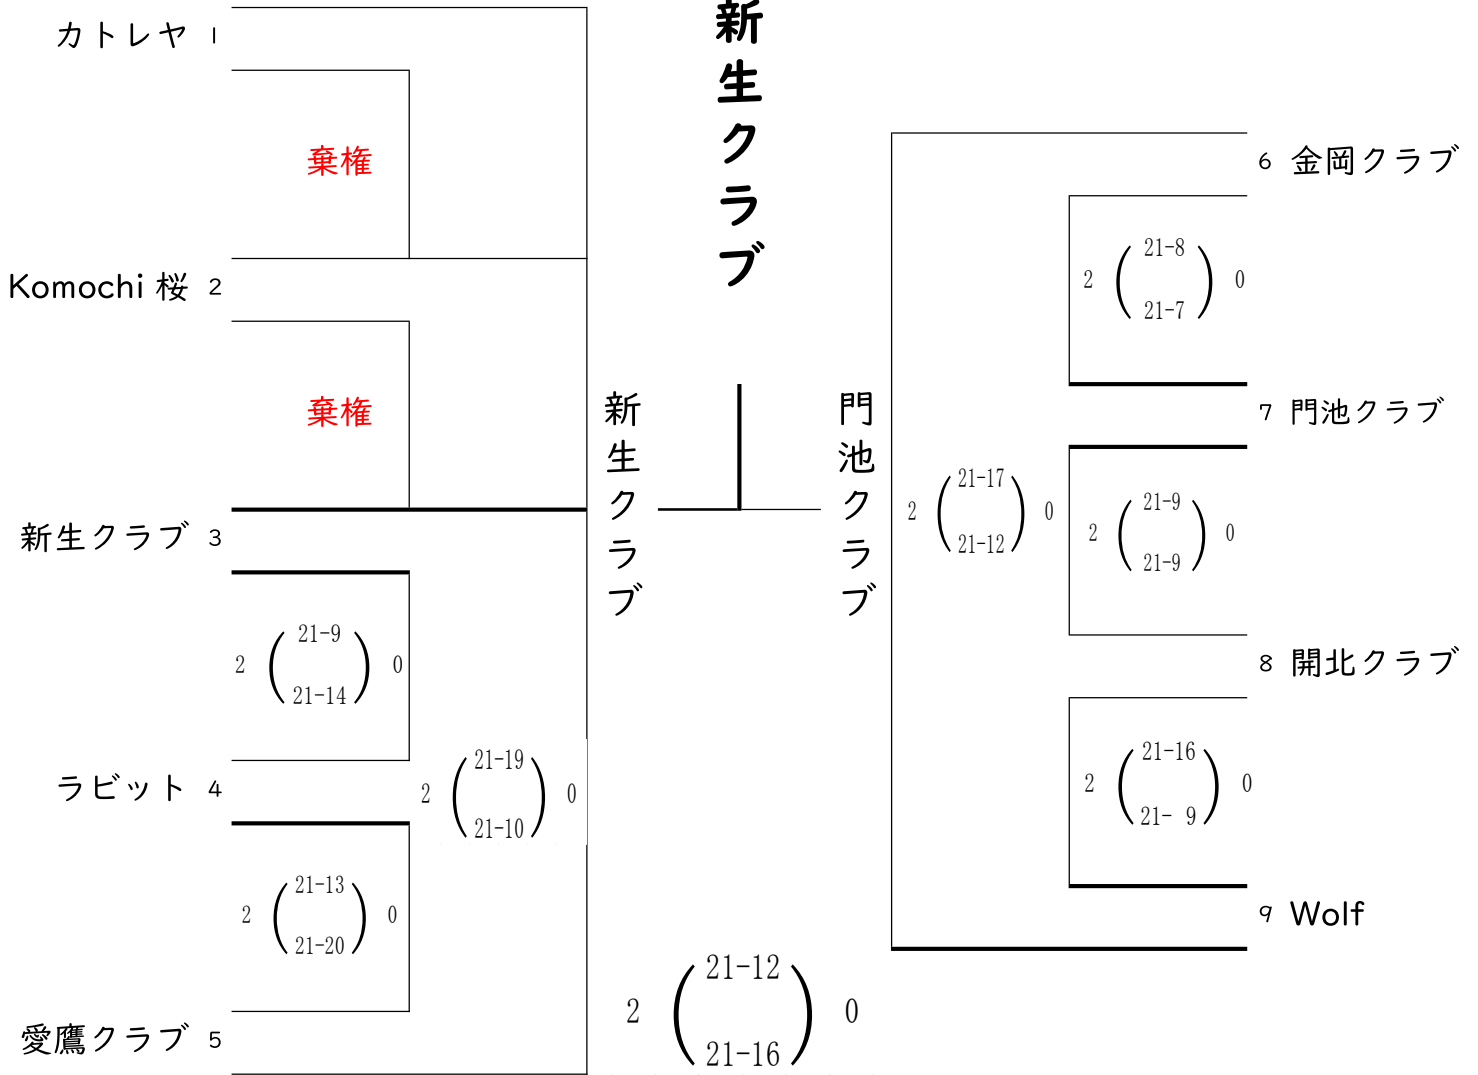 新生クラブ
カトレヤ 1
棄権
Komochi 桜 2
棄権
新生クラブ 3
21-9
2 0
21-14
ラビット 4
21-19
2 0
21-10
21-13
2 0
21-20
愛鷹クラブ 5
新生クラブ
門池クラブ
21-12
2 0
21-16
6 金岡クラブ
21-8
2 0
21-7
7 門池クラブ
21-17
2 0
21-12
21-9
2 0
21-9
8 開北クラブ
21-16
2 0
21- 9
9 Wolf